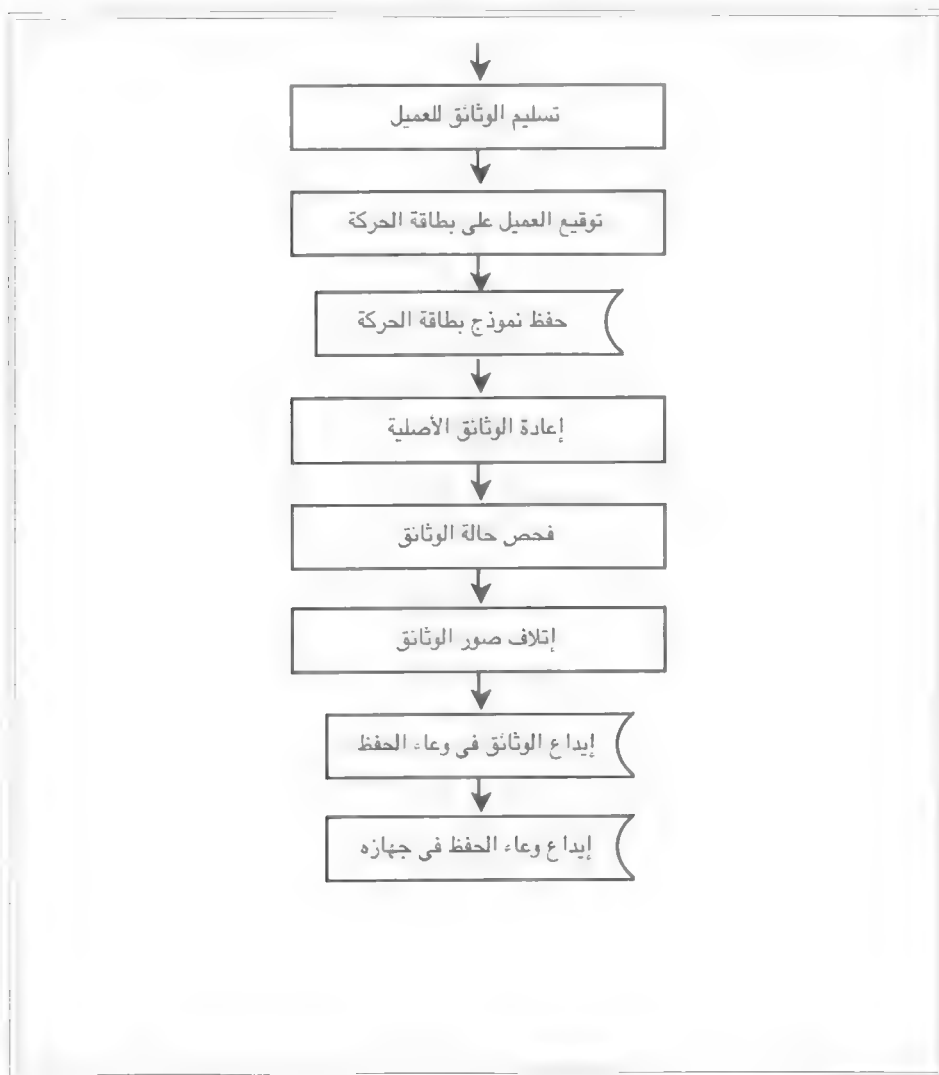 تسليم الوثائق للعميل
توقيع العميل على بطاقة الحركة
حفظ نموذج بطاقة الحركة
إعادة الوثائق الأصلية
فحص حالة الوثائق
إتلاف صور الوثائق
إيداع الوثائق في وعاء الحفظ
إيداع وعاء الحفظ في جهازه